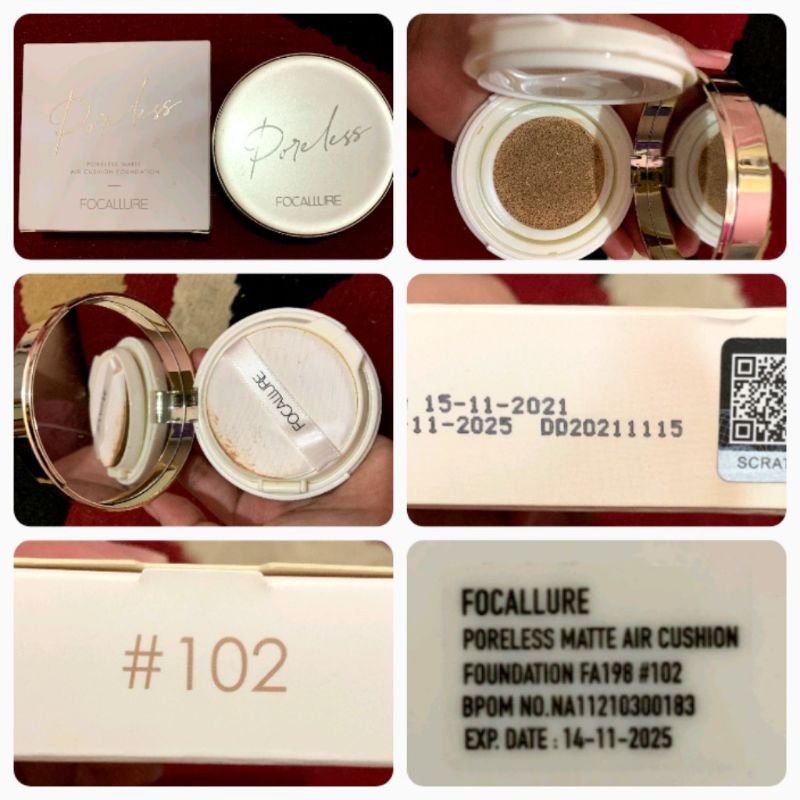 Poreless
PORELESS MATTE
AIR CUSHION FOUNDATION
FOCALLURE
Poreless
FOCALLURE
FOCALLURE
15-11-2021
-11-2025 DD20211115
SCRAT
#102
FOCALLURE
PORELESS MATTE AIR CUSHION
FOUNDATION FA198 #102
BPOM NO.NA11210300183
EXP. DATE : 14-11-2025